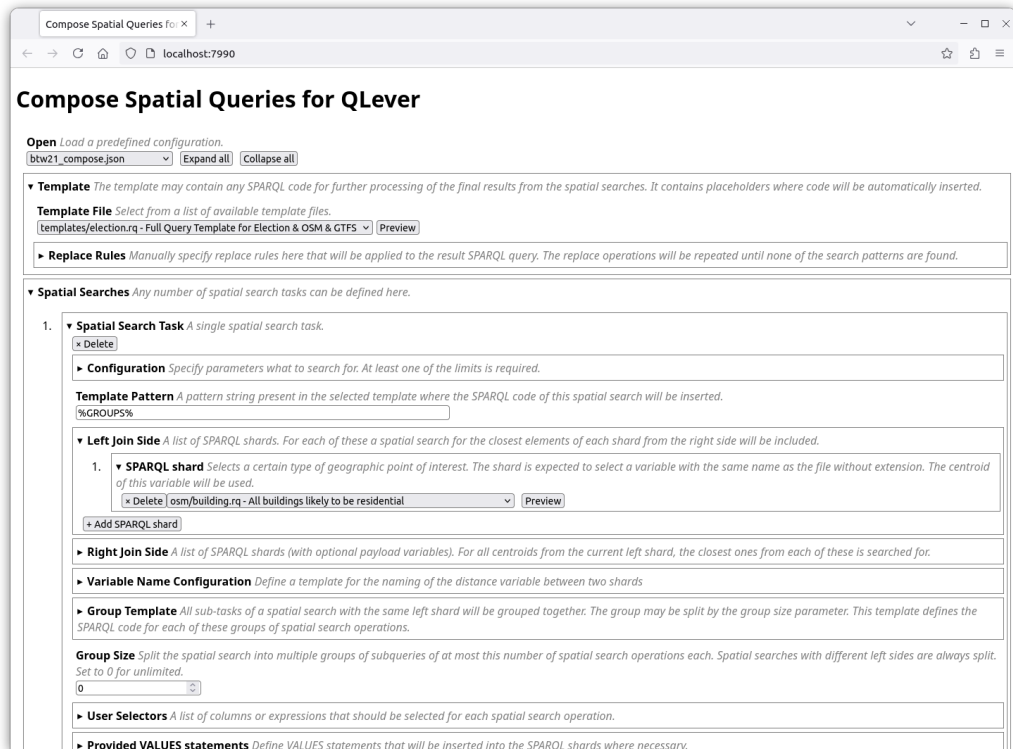 Compose Spatial Queries for ×
+
localhost:7990
Compose Spatial Queries for QLever
Open Load a predefined configuration.
btw21_compose.json Expand all Collapse all
▾ Template The template may contain any SPARQL code for further processing of the final results from the spatial searches. It contains placeholders where code will be automatically inserted.
Template File Select from a list of available template files.
templates/election.rq - Full Query Template for Election & OSM & GTFS Preview
▸ Replace Rules Manually specify replace rules here that will be applied to the result SPARQL query. The replace operations will be repeated until none of the search patterns are found.
▾ Spatial Searches Any number of spatial search tasks can be defined here.
1. ▾ Spatial Search Task A single spatial search task.
× Delete
▸ Configuration Specify parameters what to search for. At least one of the limits is required.
Template Pattern A pattern string present in the selected template where the SPARQL code of this spatial search will be inserted.
%GROUPS%
▾ Left Join Side A list of SPARQL shards. For each of these a spatial search for the closest elements of each shard from the right side will be included.
1. ▾ SPARQL shard Selects a certain type of geographic point of interest. The shard is expected to select a variable with the same name as the file without extension. The centroid
of this variable will be used.
× Delete osm/building.rq - All buildings likely to be residential Preview
+ Add SPARQL shard
▸ Right Join Side A list of SPARQL shards (with optional payload variables). For all centroids from the current left shard, the closest ones from each of these is searched for.
▸ Variable Name Configuration Define a template for the naming of the distance variable between two shards
▸ Group Template All sub-tasks of a spatial search with the same left shard will be grouped together. The group may be split by the group size parameter. This template defines the
SPARQL code for each of these groups of spatial search operations.
Group Size Split the spatial search into multiple groups of subqueries of at most this number of spatial search operations each. Spatial searches with different left sides are always split.
Set to 0 for unlimited.
0
▸ User Selectors A list of columns or expressions that should be selected for each spatial search operation.
▸ Provided VALUES statements Define VALUES statements that will be inserted into the SPARQL shards where necessary.